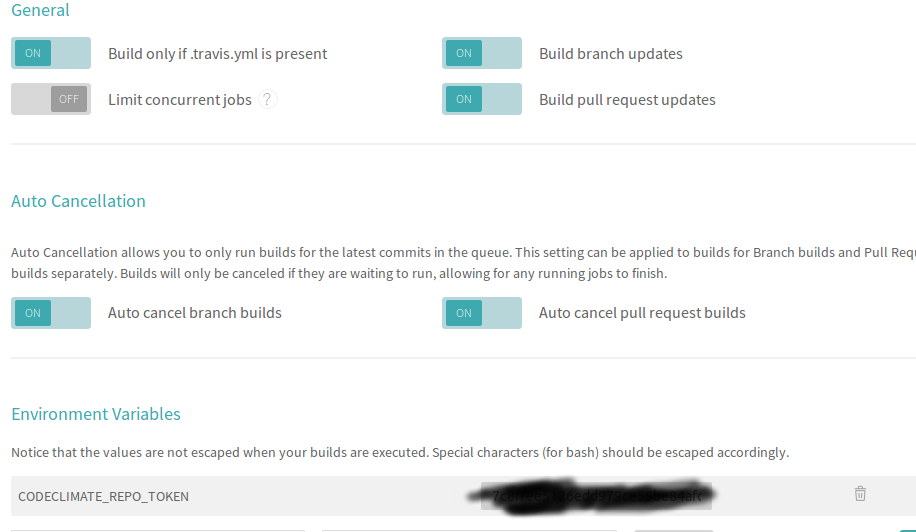 General
ON Build only if .travis.yml is present ON Build branch updates
OFF Limit concurrent jobs ? ON Build pull request updates
Auto Cancellation
Auto Cancellation allows you to only run builds for the latest commits in the queue. This setting can be applied to builds for Branch builds and Pull
builds separately. Builds will only be canceled if they are waiting to run, allowing for any running jobs to finish.
ON Auto cancel branch builds ON Auto cancel pull request builds
Environment Variables
Notice that the values are not escaped when your builds are executed. Special characters (for bash) should be escaped accordingly.
CODECLIMATE_REPO_TOKEN